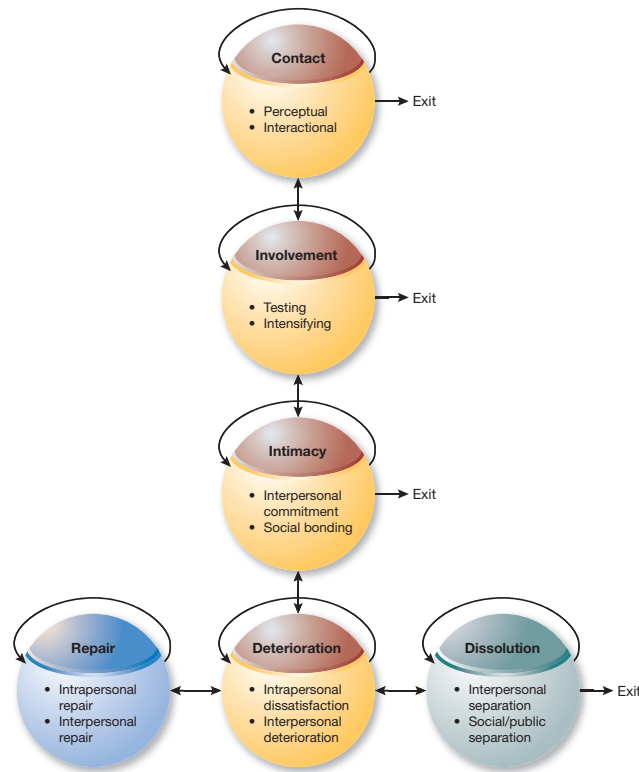 Contact
• Perceptual
• Interactional
Exit
Involvement
• Testing
• Intensifying
Exit
Intimacy
• Interpersonal
commitment
• Social bonding
Exit
Repair
• Intrapersonal
repair
• Interpersonal
repair
Deterioration
• Intrapersonal
dissatisfaction
• Interpersonal
deterioration
Dissolution
• Interpersonal
separation
• Social/public
separation
Exit